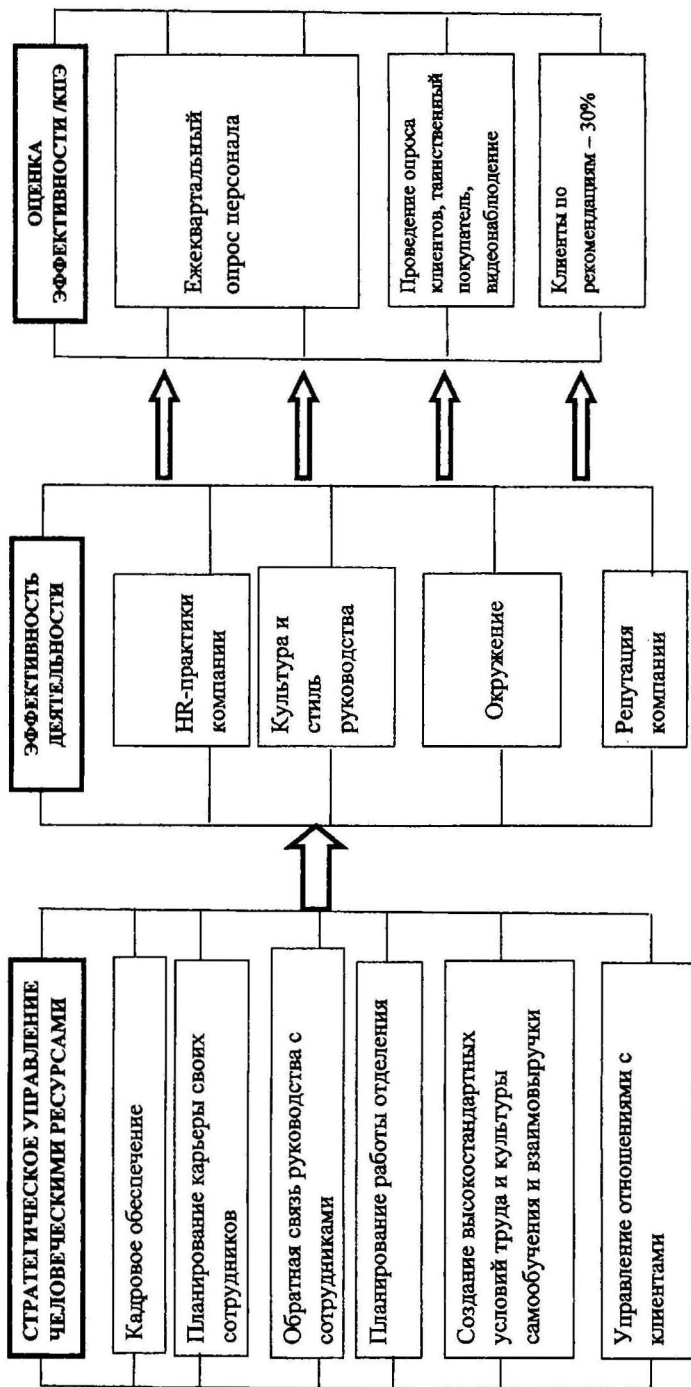 СТРАТЕГИЧЕСКОЕ УПРАВЛЕНИЕ
ЧЕЛОВЕЧЕСКИМИ РЕСУРСАМИ
Кадровое обеспечение
Планирование карьеры своих
сотрудников
Обратная связь руководства с
сотрудниками
Планирование работы отделения
Создание высокостандартных
условий труда и культуры
самообучения и взаимовыручки
Управление отношениями с
клиентами
ЭФФЕКТИВНОСТЬ
ДЕЯТЕЛЬНОСТИ
HR-практики
компании
Культура и
стиль
руководства
Окружение
Репутация
компании
ОЦЕНКА
ЭФФЕКТИВНОСТИ /КПЭ
Ежеквартальный
опрос персонала
Проведение опроса
клиентов, таинственный
покупатель,
видеонаблюдение
Клиенты по
рекомендациям – 30%